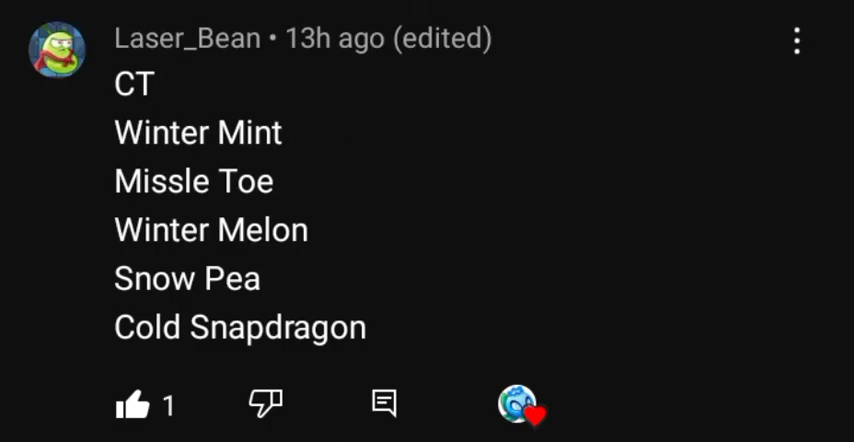 Laser_Bean • 13h ago (edited)
CT
Winter Mint
Missle Toe
Winter Melon
Snow Pea
Cold Snapdragon
1